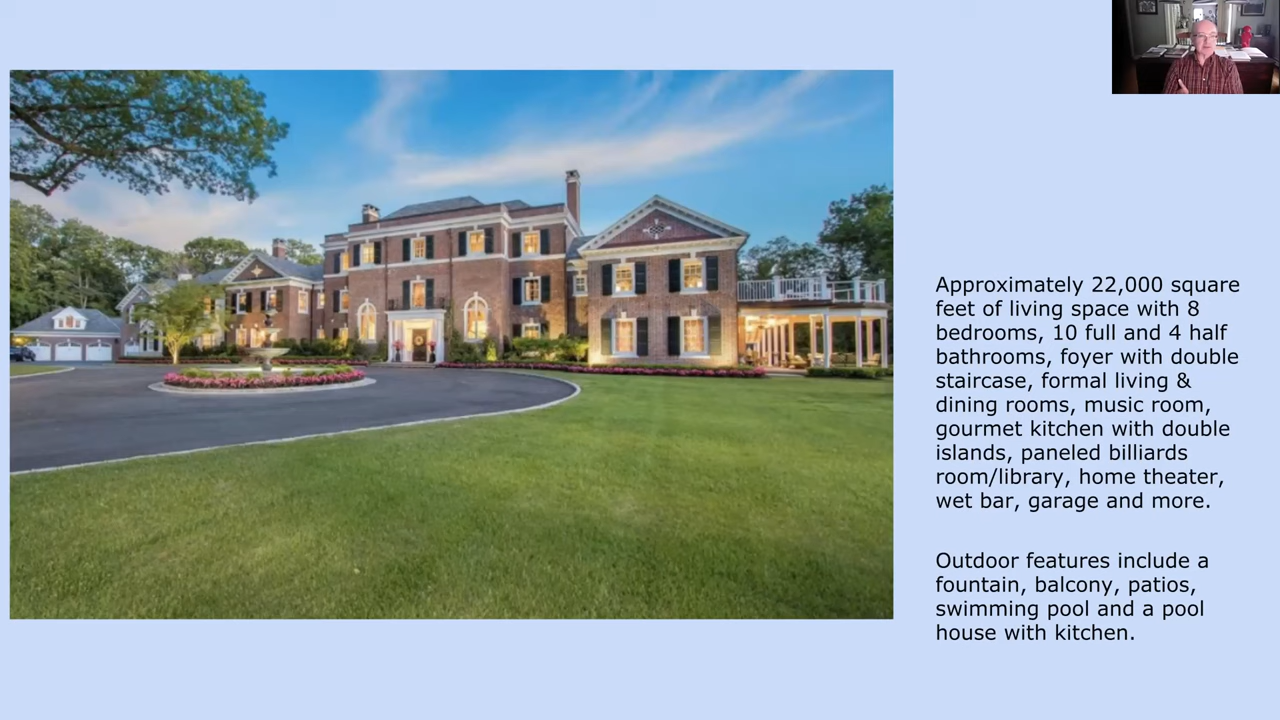 Approximately 22,000 square
feet of living space with 8
bedrooms, 10 full and 4 half
bathrooms, foyer with double
staircase, formal living &
dining rooms, music room,
gourmet kitchen with double
islands, paneled billiards
room/library, home theater,
wet bar, garage and more.
Outdoor features include a
fountain, balcony, patios,
swimming pool and a pool
house with kitchen.